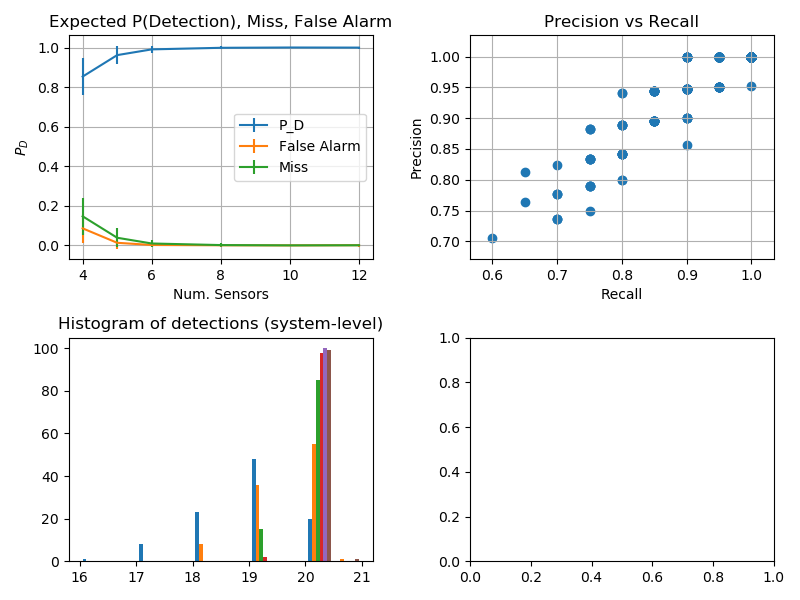 Expected P(Detection), Miss, False Alarm
1.0
0.8
0.6
0.4
0.2
0.0
P_D
P_D
False Alarm
Miss
4 6 8 10 12
Num. Sensors
Precision vs Recall
1.00
0.95
0.90
0.85
0.80
0.75
0.70
Precision
0.6 0.7 0.8 0.9 1.0
Recall
Histogram of detections (system-level)
100
80
60
40
20
0
16 17 18 19 20 21
1.0
0.8
0.6
0.4
0.2
0.0
0.0 0.2 0.4 0.6 0.8 1.0